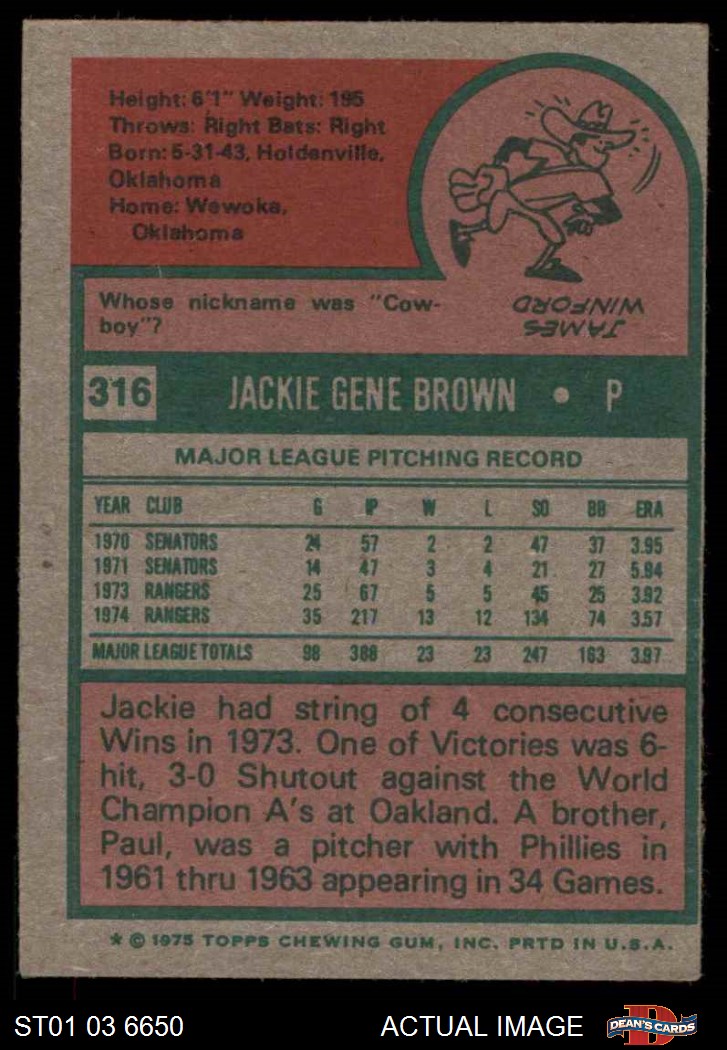 Height: 6'1" Weight: 195
Throws: Right Bats: Right
Born: 5-31-43, Holdenville,
Oklahoma
Home: Wewoka,
Oklahoma
Whose nickname was "Cow-
boy"?
JAMES
WINFORD
316 JACKIE GENE BROWN • P
MAJOR LEAGUE PITCHING RECORD
YEAR CLUB G IP W L SO BB ERA
1970 SENATORS 24 57 2 2 47 37 3.95
1971 SENATORS 14 47 3 4 21 27 5.94
1973 RANGERS 25 67 5 5 45 25 3.92
1974 RANGERS 35 217 13 12 134 74 3.57
MAJOR LEAGUE TOTALS 98 388 23 23 247 163 3.97
Jackie had string of 4 consecutive
Wins in 1973. One of Victories was 6-
hit, 3-0 Shutout against the World
Champion A's at Oakland. A brother,
Paul, was a pitcher with Phillies in
1961 thru 1963 appearing in 34 Games.
* © 1975 TOPPS CHEWING GUM, INC. PRTD IN U.S.A.
ST01 03 6650 ACTUAL IMAGE D DEAN'S CARDS